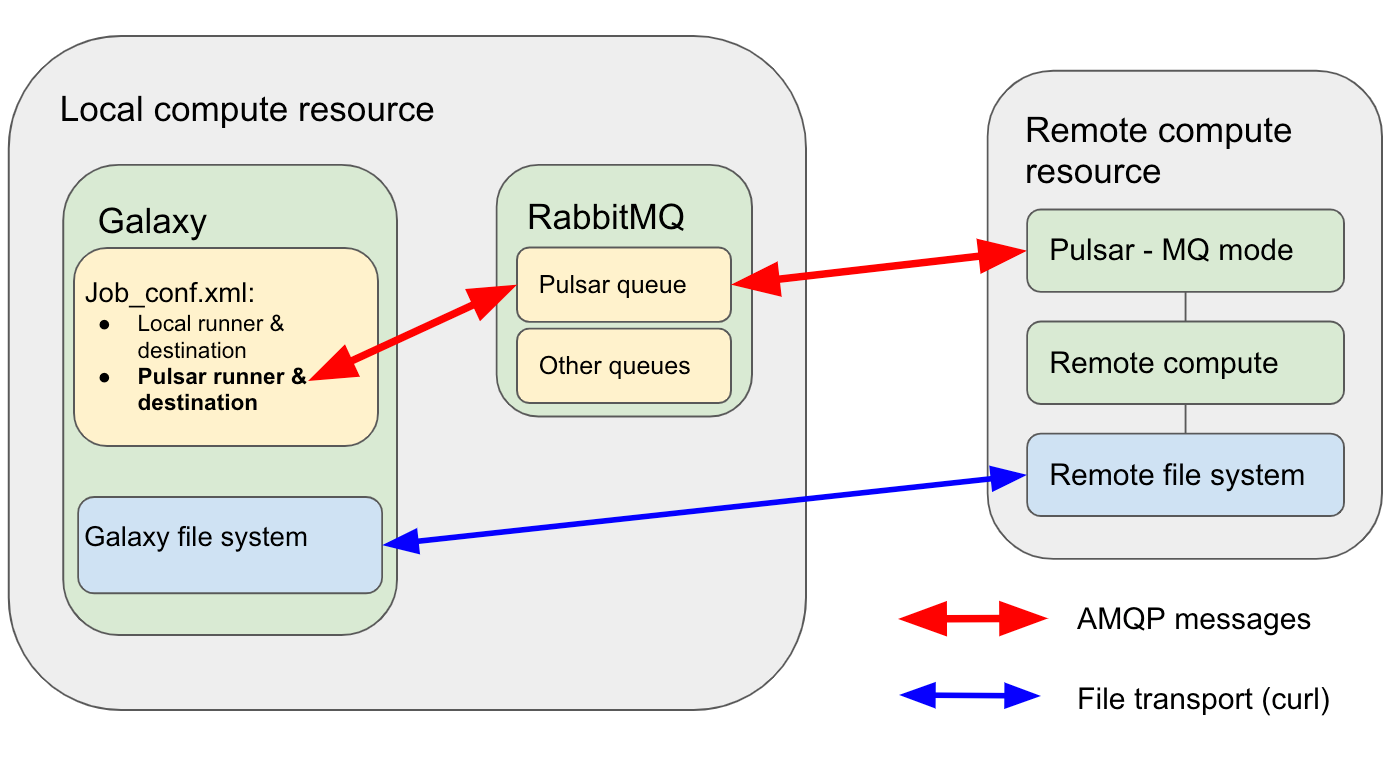 Local compute resource
Galaxy
Job_conf.xml:
● Local runner &
destination
● Pulsar runner &
destination
Galaxy file system
RabbitMQ
Pulsar queue
Other queues
Remote compute
resource
Pulsar - MQ mode
Remote compute
Remote file system
AMQP messages
File transport (curl)